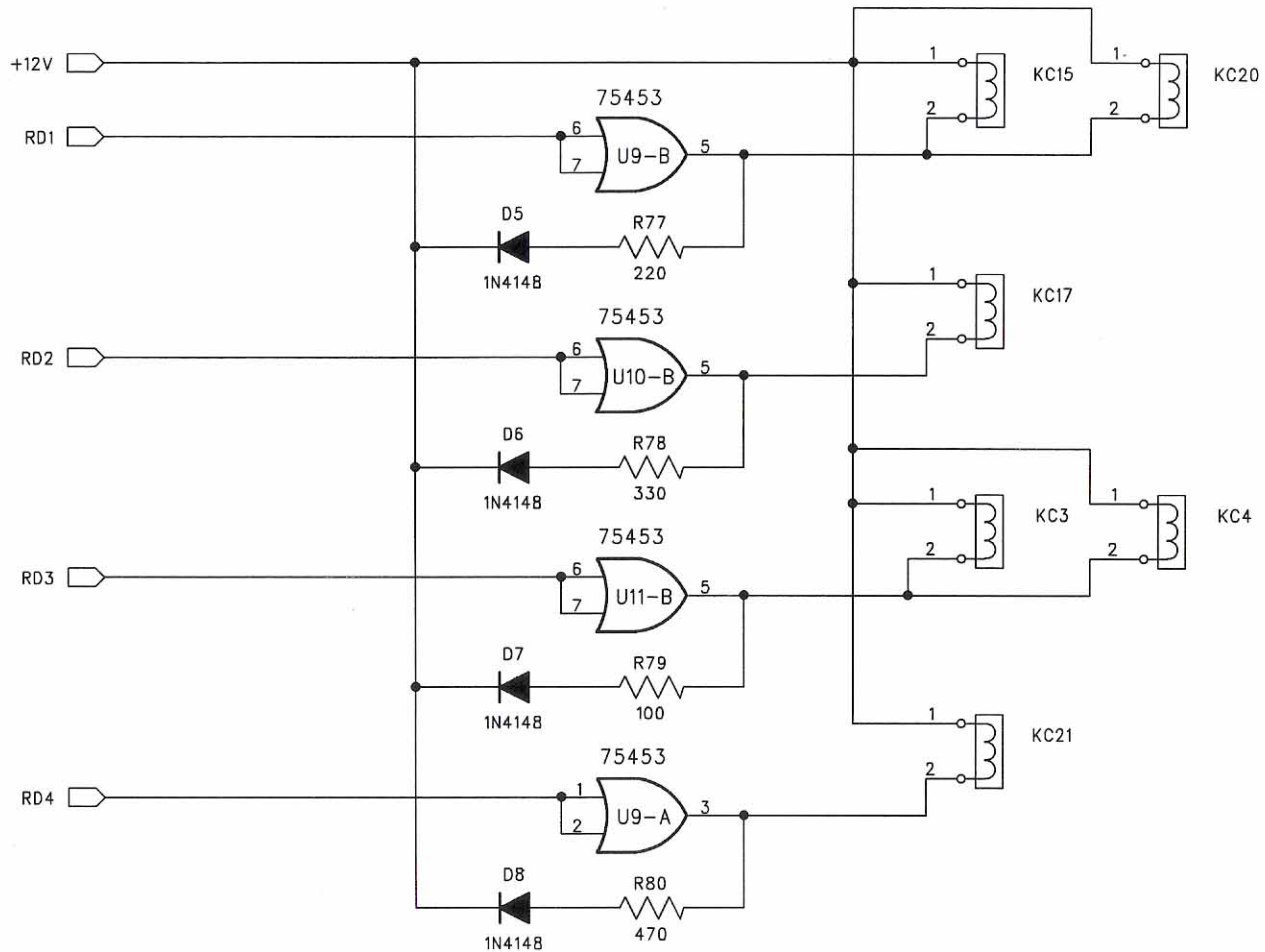 +12V
1
KC15
1
KC20
75453
2
2
RD1
6
7
U9-B
5
D5
R77
1N4148
220
1
KC17
75453
2
RD2
6
7
U10-B
5
D6
R78
1N4148
330
1
KC3
1
KC4
75453
2
2
RD3
6
7
U11-B
5
D7
R79
1N4148
100
1
KC21
75453
2
RD4
1
2
U9-A
3
D8
R80
1N4148
470